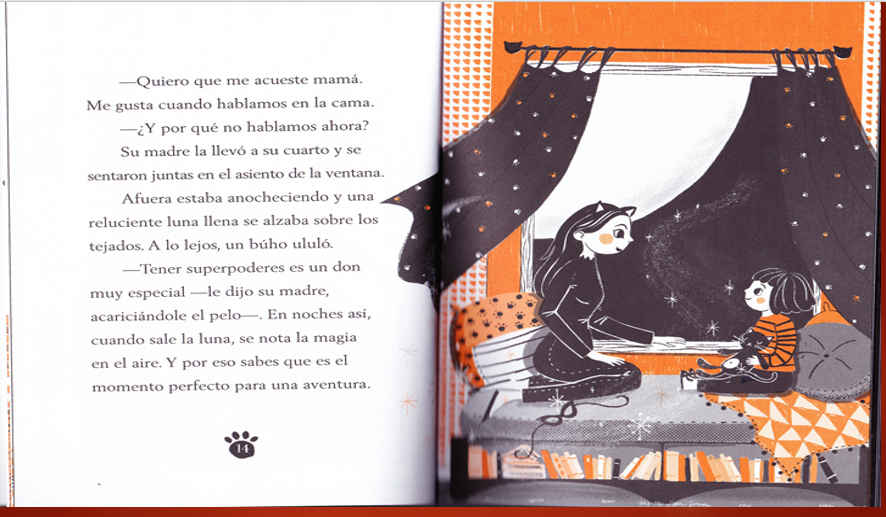 —Quiero que me acueste mamá.
Me gusta cuando hablamos en la cama.
—¿Y por qué no hablamos ahora?
Su madre la llevó a su cuarto y se
sentaron juntas en el asiento de la ventana.
Afuera estaba anocheciendo y una
reluciente luna llena se alzaba sobre los
tejados. A lo lejos, un búho ululó.
—Tener superpoderes es un don
muy especial —le dijo su madre,
acariciándole el pelo—. En noches así,
cuando sale la luna, se nota la magia
en el aire. Y por eso sabes que es el
momento perfecto para una aventura.
14